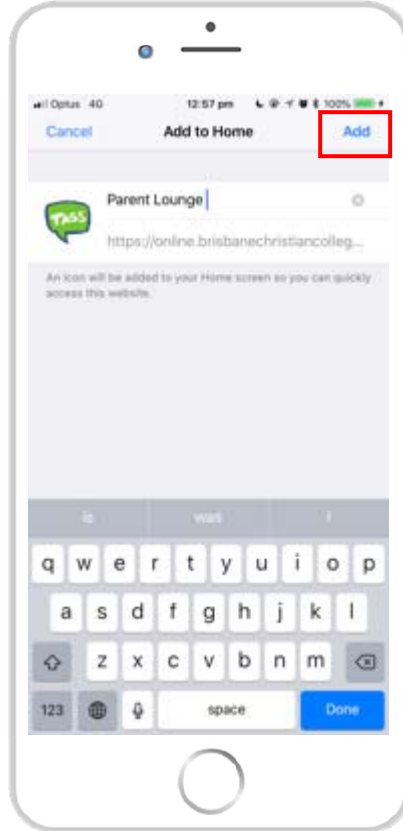 Optus 4G 12:57 pm 100%
Cancel Add to Home Add
TASS
Parent Lounge
https://online.brisbanechristiancolleg...
An icon will be added to your Home screen so you can quickly
access this website.
is was I
q w e r t y u i o p
a s d f g h j k l
z x c v b n m
123 space Done